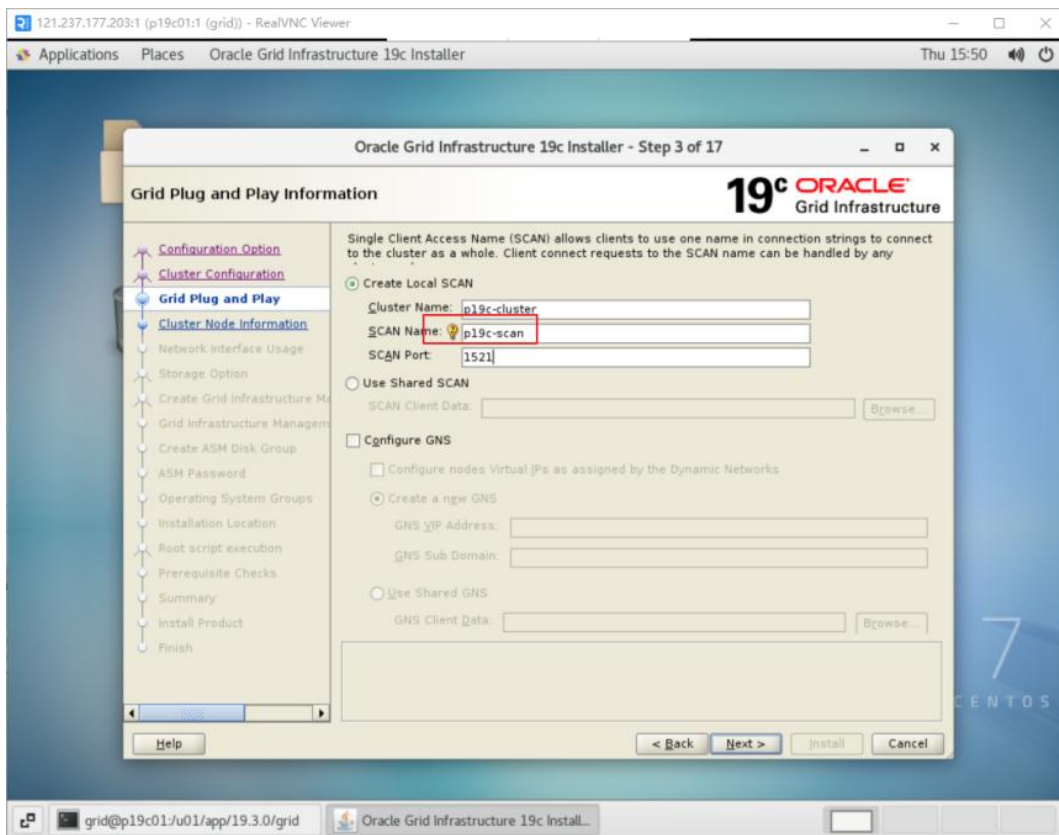 121.237.177.203:1 (p19c01:1 (grid)) - RealVNC Viewer
Applications Places Oracle Grid Infrastructure 19c Installer Thu 15:50
Oracle Grid Infrastructure 19c Installer - Step 3 of 17
Grid Plug and Play Information
19c ORACLE
Grid Infrastructure
Configuration Option
Cluster Configuration
Grid Plug and Play
Cluster Node Information
Network Interface Usage
Storage Option
Create Grid Infrastructure Ma
Grid Infrastructure Managem
Create ASM Disk Group
ASM Password
Operating System Groups
Installation Location
Root script execution
Prerequisite Checks
Summary
Install Product
Finish
Single Client Access Name (SCAN) allows clients to use one name in connection strings to connect
to the cluster as a whole. Client connect requests to the SCAN name can be handled by any
Create Local SCAN
Cluster Name: p19c-cluster
SCAN Name: p19c-scan
SCAN Port: 1521
Use Shared SCAN
SCAN Client Data: Browse...
Configure GNS
Configure nodes Virtual IPs as assigned by the Dynamic Networks
Create a new GNS
GNS VIP Address:
GNS Sub Domain:
Use Shared GNS
GNS Client Data: Browse...
Help < Back Next > Install Cancel
7
CENTOS
grid@p19c01:/u01/app/19.3.0/grid Oracle Grid Infrastructure 19c Install...